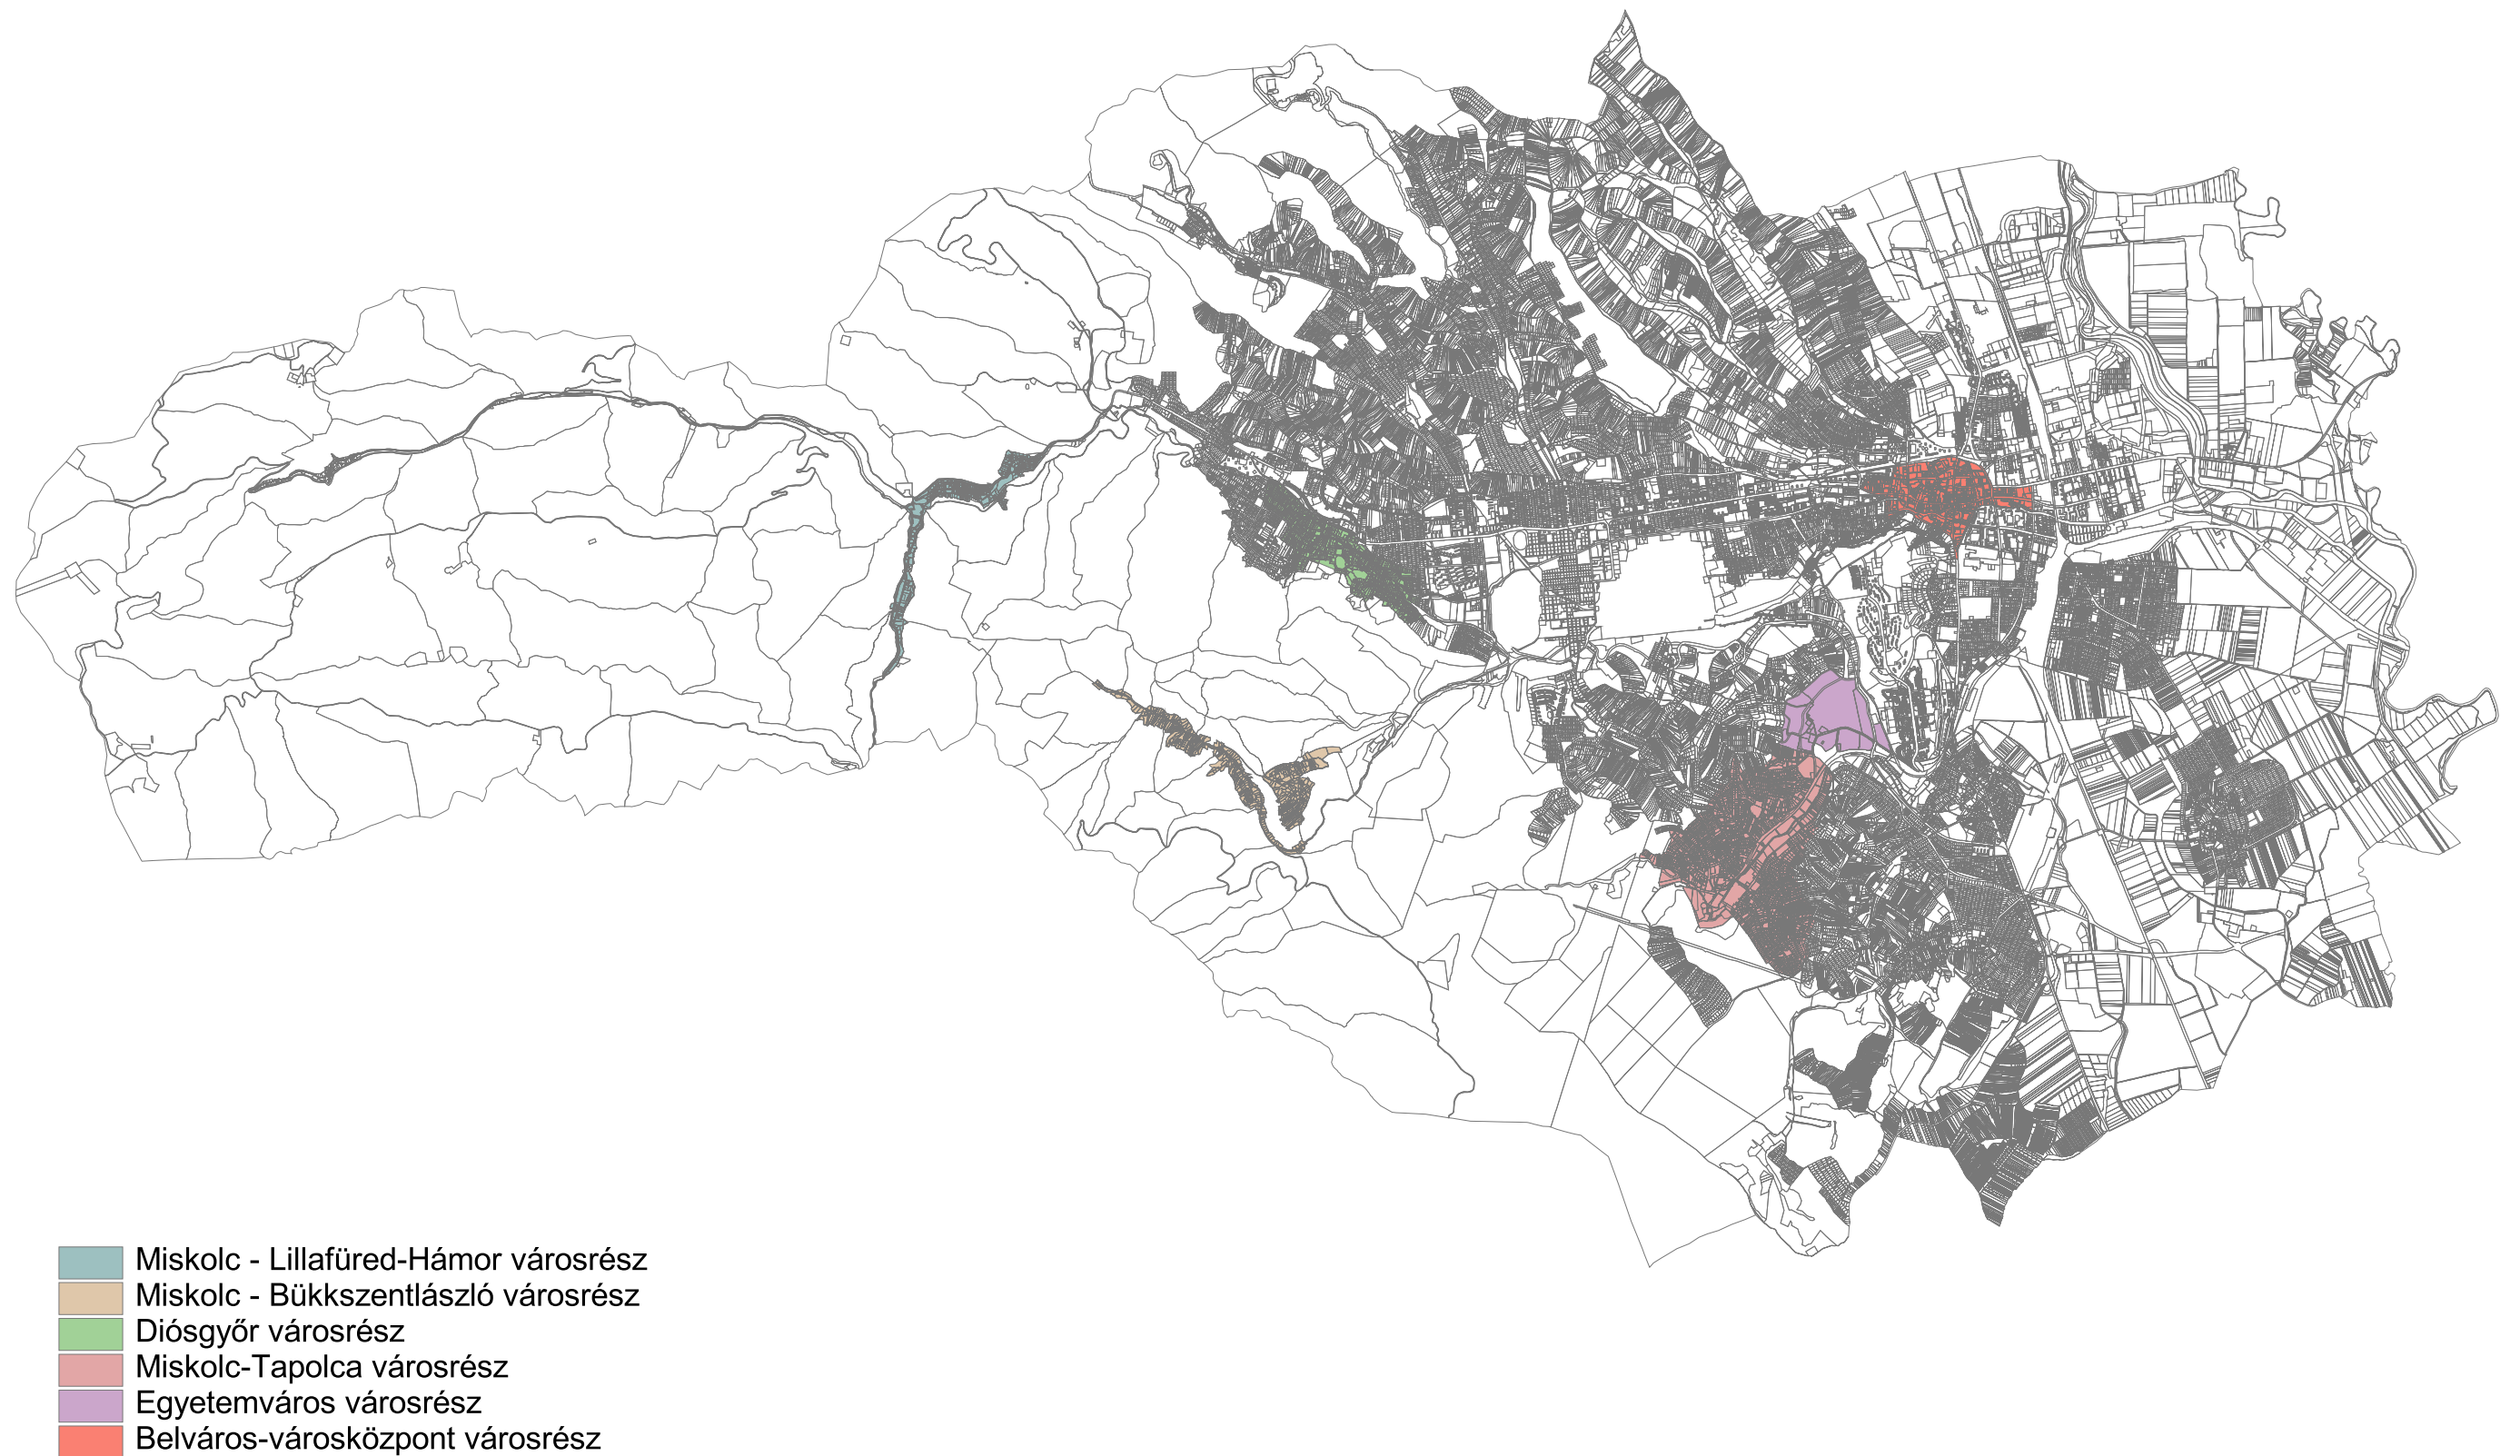 Miskolc - Lillafüred-Hámor városrész
Miskolc - Bükkszentlászló városrész
Diósgyőr városrész
Miskolc-Tapolca városrész
Egyetemváros városrész
Belváros-városközpont városrész